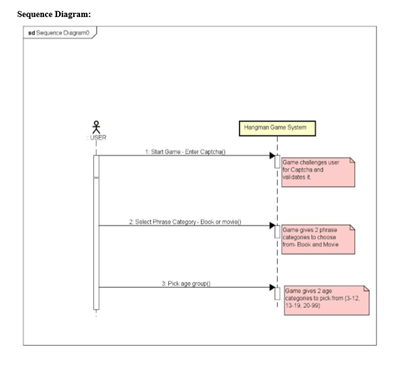 Sequence Diagram:
sd Sequence Diagram0
USER
Hangman Game System
1: Start Game - Enter Captcha()
Game challenges user
for Captcha and
validates it.
2: Select Phrase Category - Book or movie()
Game gives 2 phrase
categories to choose
from- Book and Movie
3: Pick age group()
Game gives 2 age
categories to pick from (3-12,
13-19, 20-99)